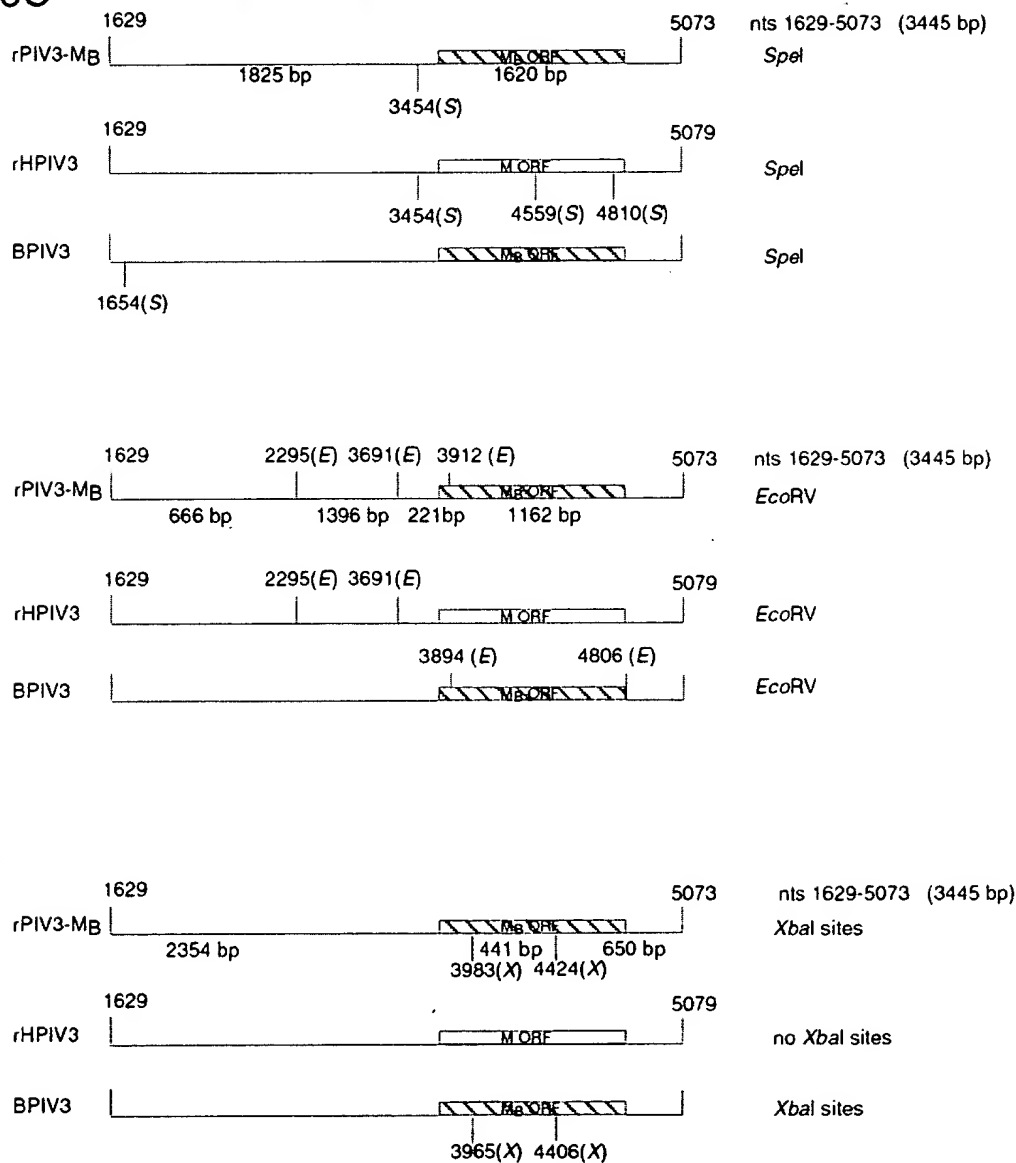 1629 5073 nts 1629-5073 (3445 bp)
rPIV3-MB MB ORF SpeI
1825 bp 1620 bp
3454(S)
1629 5079
rHPIV3 M ORF SpeI
3454(S) 4559(S) 4810(S)
BPIV3 MB ORF SpeI
1654(S)
1629 2295(E) 3691(E) 3912 (E) 5073 nts 1629-5073 (3445 bp)
rPIV3-MB MB ORF EcoRV
666 bp 1396 bp 221bp 1162 bp
1629 2295(E) 3691(E) 5079
rHPIV3 M ORF EcoRV
3894 (E) 4806 (E)
BPIV3 MB ORF EcoRV
1629 5073 nts 1629-5073 (3445 bp)
rPIV3-MB MB ORF XbaI sites
2354 bp 441 bp 650 bp
3983(X) 4424(X)
1629 5079
rHPIV3 M ORF no XbaI sites
BPIV3 MB ORF XbaI sites
3965(X) 4406(X)